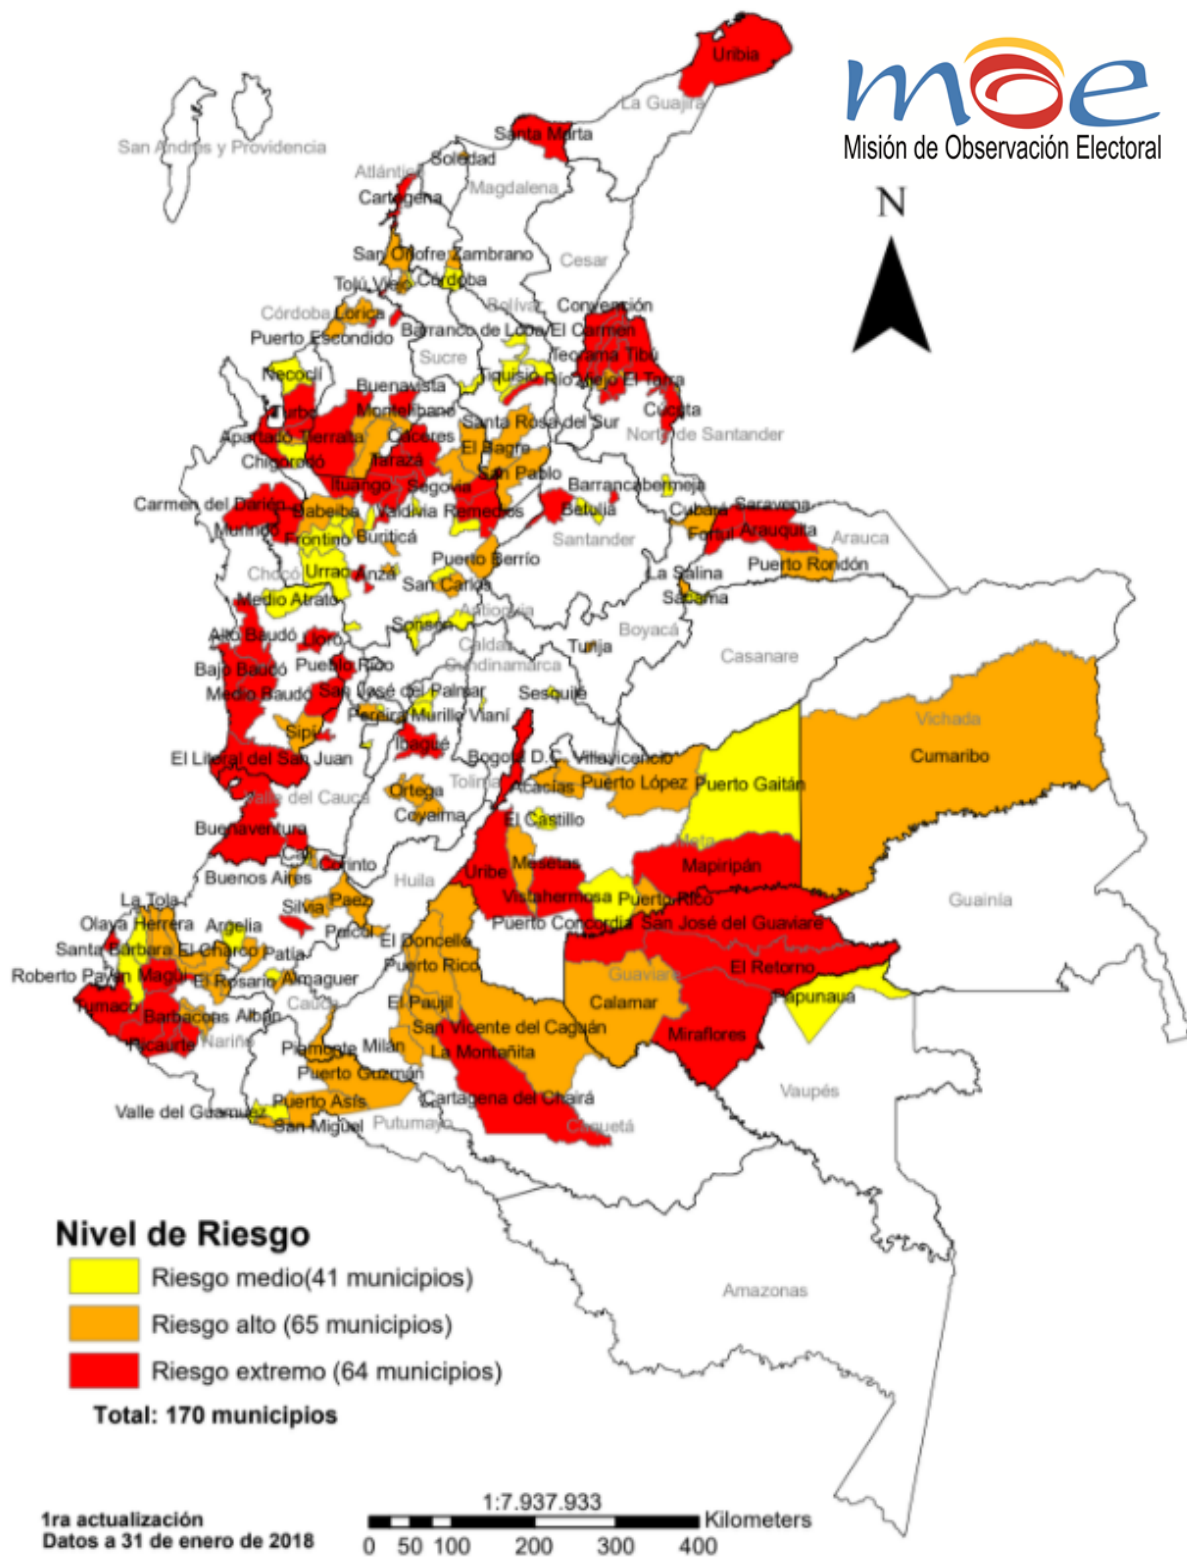 moe
Misión de Observación Electoral
N
Uribia
La Guajira
San Andres y Providencia
Santa Marta
Soledad
Atlántico
Magdalena
Cartagena
San Onofre Zambrano
Cesar
Tolú Viejo Córdoba
Bolívar
Convención
Córdoba Lorica
Puerto Escondido
Barranco de Loba/El Carmen
Sucre
Teorama Tibú
Necoclí
Tiquisio Río Viejo El Tarra
Buenavista
Turbo
Montelíbano
Santa Rosa del Sur
Cúcuta
Norte de Santander
Apartadó Tierralta
Cáceres
El Bagre
Chigorodó
Tarazá
San Pablo
Ituango
Segovia
Barrancabermeja
Carmen del Darién
Dabeiba
Valdivia Remedios
Betulia
Cubará
Saravena
Murindó
Frontino
Buriticá
Santander
Fortul
Arauquita
Arauca
Puerto Berrío
Puerto Rondón
Chocó
Urrao
Anzá
San Carlos
La Salina
Medio Atrato
Sácama
Antioquia
Alto Baudó
Lloró
Sonsón
Boyacá
Caldas
Tunja
Bajo Baudó
Pueblo Rico
Cundinamarca
Casanare
Medio Baudó
San José del Palmar
Sesquilé
Pereira Murillo Vianí
Vichada
Sipí
Ibagué
Cumaribo
El Litoral del San Juan
Bogotá D.C.
Villavicencio
Valle del Cauca
Tolima
Acacías
Puerto López
Puerto Gaitán
Ortega
Coyaima
Buenaventura
El Castillo
Meta
Cali
Corinto
Mesetas
Mapiripán
Buenos Aires
Huila
Uribe
La Tola
Silvia
Paez
Vistahermosa
Puerto Rico
Guainía
Olaya Herrera
Argelia
Puerto Concordia
San José del Guaviare
Santa Bárbara
El Charco
Patía
El Doncello
Roberto Payán
Magüí
El Rosario
Almaguer
Puerto Rico
Guaviare
El Retorno
Tumaco
Cauca
El Paujil
Calamar
Papunaua
Barbacoas
Albán
San Vicente del Caguán
Miraflores
Ricaurte
Nariño
Piamonte
Milán
La Montañita
Puerto Guzmán
Vaupés
Puerto Asís
Cartagena del Chairá
Valle del Guamuez
San Miguel
Putumayo
Caquetá
Amazonas
Nivel de Riesgo
Riesgo medio(41 municipios)
Riesgo alto (65 municipios)
Riesgo extremo (64 municipios)
Total: 170 municipios
1ra actualización
Datos a 31 de enero de 2018
1:7.937.933
Kilometers
0 50 100 200 300 400